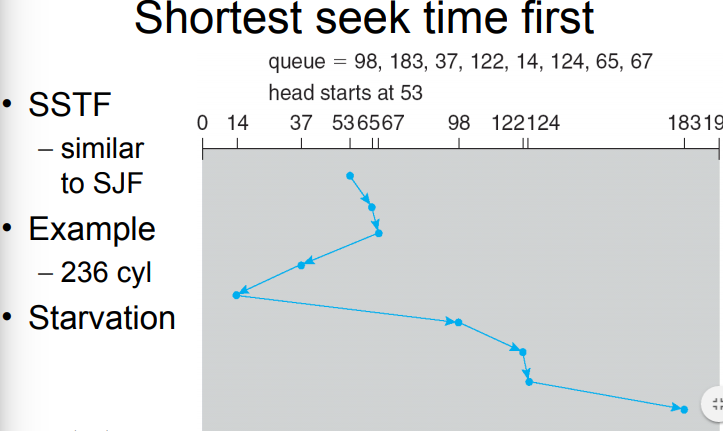 Shortest seek time first
queue = 98, 183, 37, 122, 14, 124, 65, 67
head starts at 53
• SSTF
– similar
to SJF
• Example
– 236 cyl
• Starvation
0 14 37 53 65 67 98 122 124 183 19